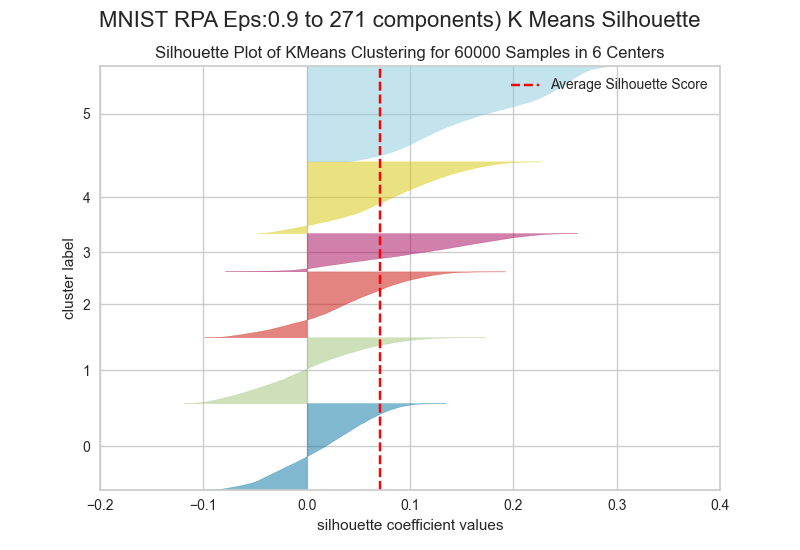 MNIST RPA Eps:0.9 to 271 components) K Means Silhouette
Silhouette Plot of KMeans Clustering for 60000 Samples in 6 Centers
Average Silhouette Score
5
4
3
2
1
0
cluster label
−0.2 −0.1 0.0 0.1 0.2 0.3 0.4
silhouette coefficient values